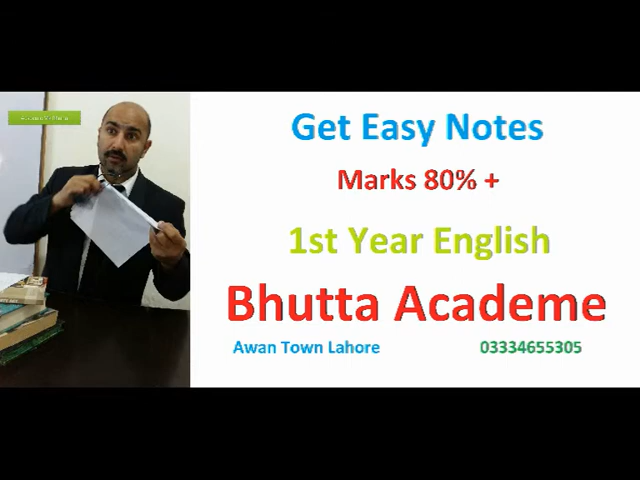 Get Easy Notes
Marks 80% +
1st Year English
Bhutta Academe
Awan Town Lahore 03334655305